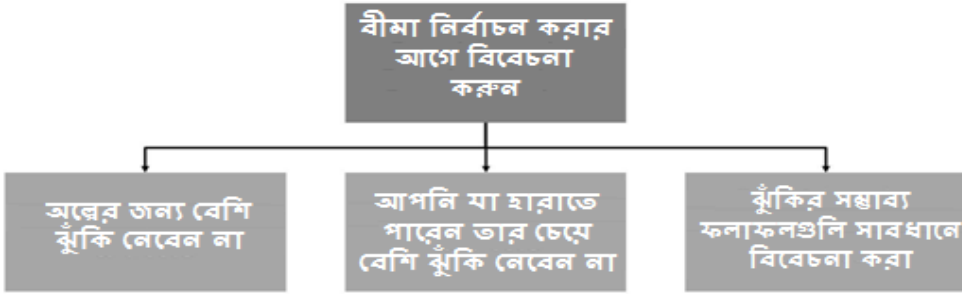 বীমা নির্বাচন করার
আগে বিবেচনা
করুন
অল্পের জন্য বেশি
ঝুঁকি নেবেন না
আপনি যা হারাতে
পারেন তার চেয়ে
বেশি ঝুঁকি নেবেন না
ঝুঁকির সম্ভাব্য
ফলাফলগুলি সাবধানে
বিবেচনা করা